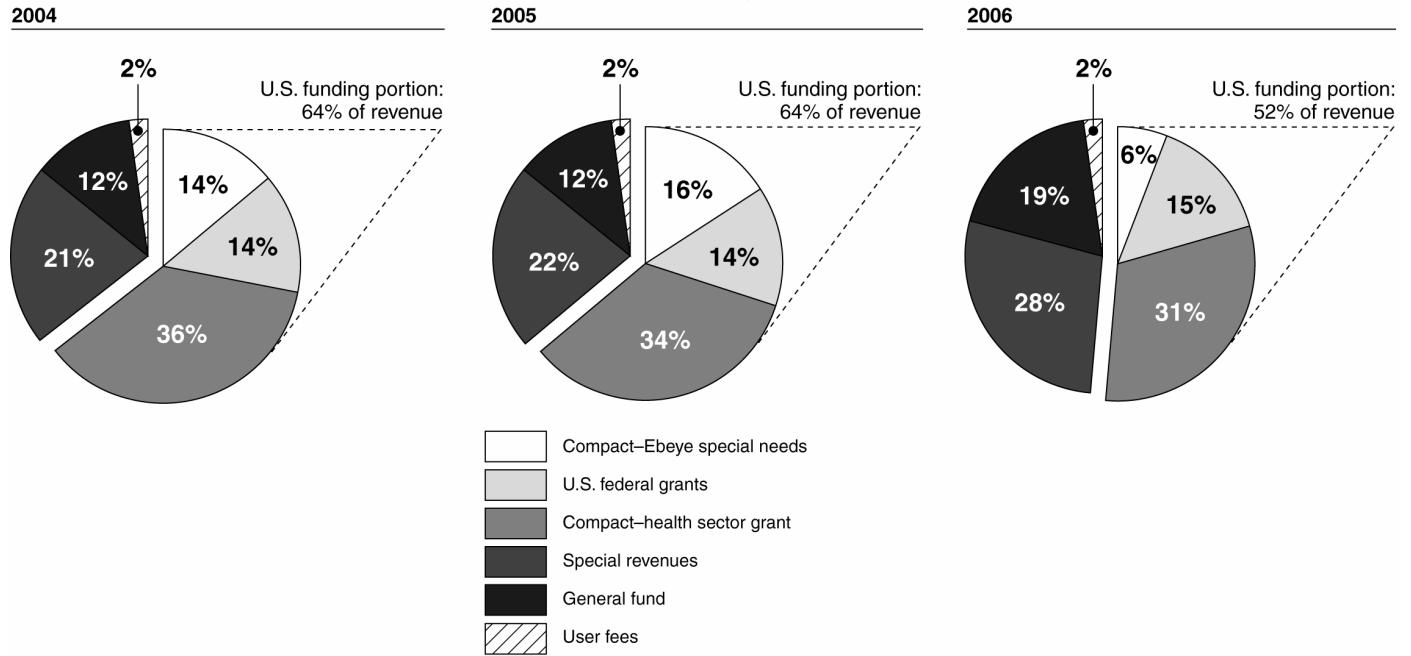 2004
2%
U.S. funding portion:
64% of revenue
12%
14%
21%
14%
36%
2005
2%
U.S. funding portion:
64% of revenue
12%
16%
22%
14%
34%
2006
2%
U.S. funding portion:
52% of revenue
6%
19%
15%
28%
31%
Compact–Ebeye special needs
U.S. federal grants
Compact–health sector grant
Special revenues
General fund
User fees